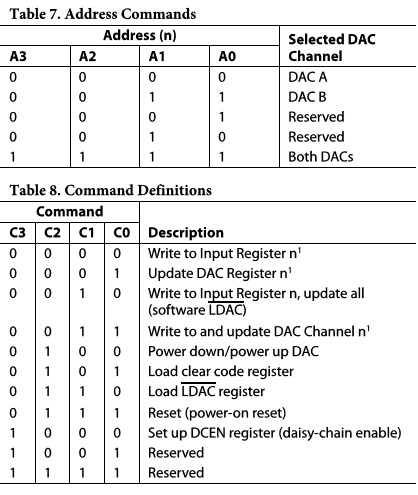 Table 7. Address Commands
Address (n) Selected DAC Channel
A3 A2 A1 A0
0 0 0 0 DAC A
0 0 1 1 DAC B
0 0 0 1 Reserved
0 0 1 0 Reserved
1 1 1 1 Both DACs
Table 8. Command Definitions
Command
C3 C2 C1 C0 Description
0 0 0 0 Write to Input Register n¹
0 0 0 1 Update DAC Register n¹
0 0 1 0 Write to Input Register n, update all
(software L̅D̅A̅C̅)
0 0 1 1 Write to and update DAC Channel n¹
0 1 0 0 Power down/power up DAC
0 1 0 1 Load clear code register
0 1 1 0 Load L̅D̅A̅C̅ register
0 1 1 1 Reset (power-on reset)
1 0 0 0 Set up DCEN register (daisy-chain enable)
1 0 0 1 Reserved
1 1 1 1 Reserved